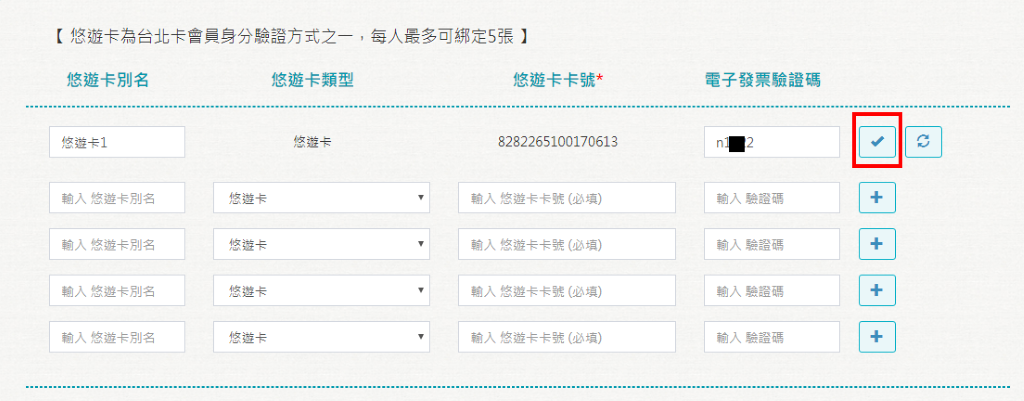 【 悠遊卡為台北卡會員身分驗證方式之一，每人最多可綁定5張 】
悠遊卡別名 悠遊卡類型 悠遊卡卡號* 電子發票驗證碼
悠遊卡1 悠遊卡 8282265100170613 n1 2
輸入 悠遊卡別名 悠遊卡 輸入 悠遊卡卡號 (必填) 輸入 驗證碼
輸入 悠遊卡別名 悠遊卡 輸入 悠遊卡卡號 (必填) 輸入 驗證碼
輸入 悠遊卡別名 悠遊卡 輸入 悠遊卡卡號 (必填) 輸入 驗證碼
輸入 悠遊卡別名 悠遊卡 輸入 悠遊卡卡號 (必填) 輸入 驗證碼